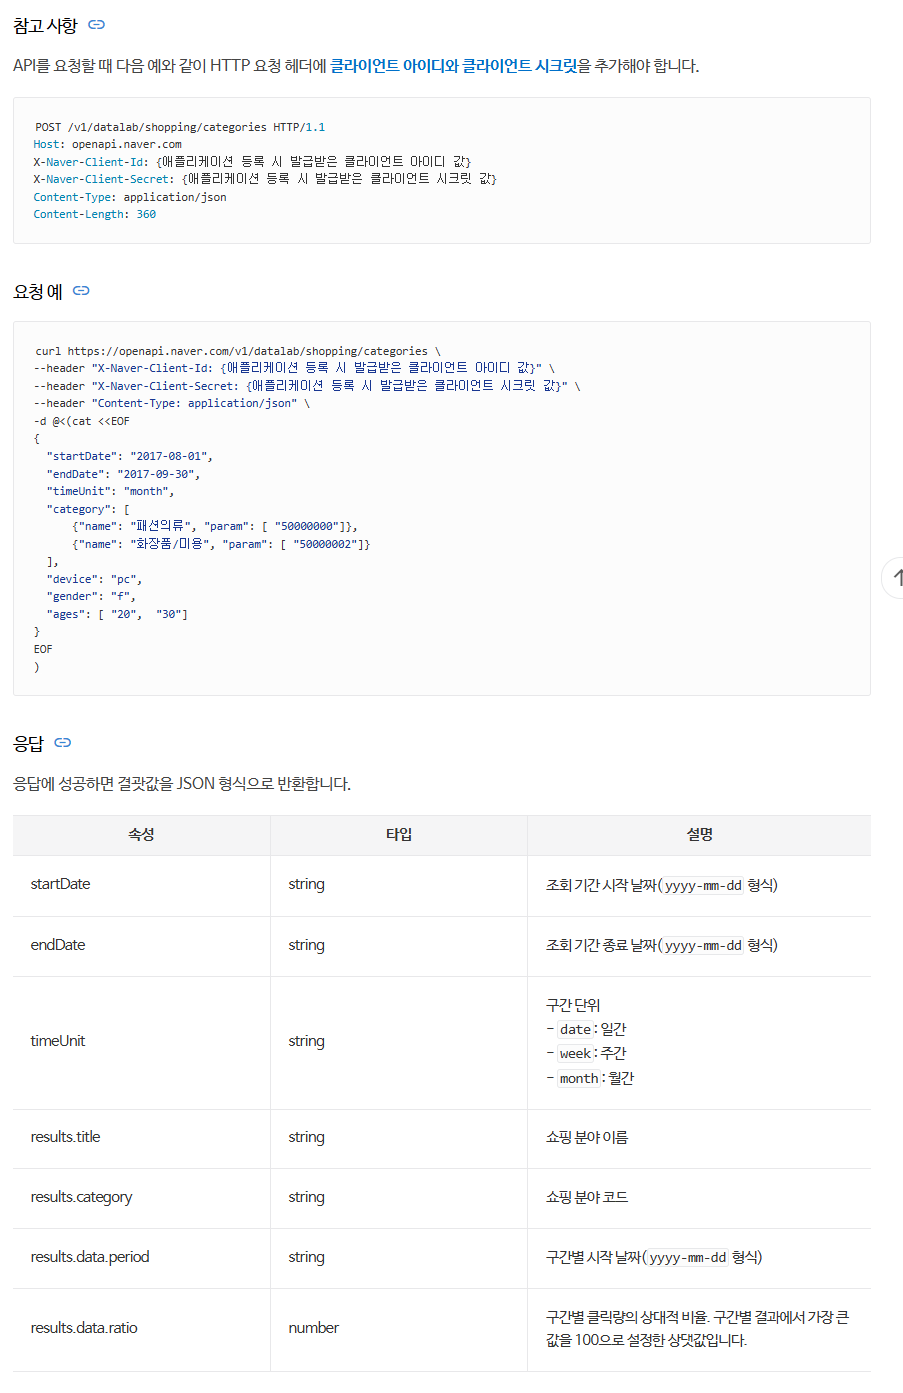 참고 사항
API를 요청할 때 다음 예와 같이 HTTP 요청 헤더에 클라이언트 아이디와 클라이언트 시크릿을 추가해야 합니다.
POST /v1/datalab/shopping/categories HTTP/1.1
Host: openapi.naver.com
X-Naver-Client-Id: {애플리케이션 등록 시 발급받은 클라이언트 아이디 값}
X-Naver-Client-Secret: {애플리케이션 등록 시 발급받은 클라이언트 시크릿 값}
Content-Type: application/json
Content-Length: 360
요청 예
curl https://openapi.naver.com/v1/datalab/shopping/categories \
--header "X-Naver-Client-Id: {애플리케이션 등록 시 발급받은 클라이언트 아이디 값}" \
--header "X-Naver-Client-Secret: {애플리케이션 등록 시 발급받은 클라이언트 시크릿 값}" \
--header "Content-Type: application/json" \
-d @<(cat <<EOF
{
"startDate": "2017-08-01",
"endDate": "2017-09-30",
"timeUnit": "month",
"category": [
{"name": "패션의류", "param": [ "50000000"]},
{"name": "화장품/미용", "param": [ "50000002"]}
],
"device": "pc",
"gender": "f",
"ages": [ "20",  "30"]
}
EOF
)
응답
응답에 성공하면 결괏값을 JSON 형식으로 반환합니다.
속성 타입 설명
startDate string 조회 기간 시작 날짜(yyyy-mm-dd 형식)
endDate string 조회 기간 종료 날짜(yyyy-mm-dd 형식)
timeUnit string 구간 단위
- date: 일간
- week: 주간
- month: 월간
results.title string 쇼핑 분야 이름
results.category string 쇼핑 분야 코드
results.data.period string 구간별 시작 날짜(yyyy-mm-dd 형식)
results.data.ratio number 구간별 클릭량의 상대적 비율. 구간별 결과에서 가장 큰
값을 100으로 설정한 상댓값입니다.